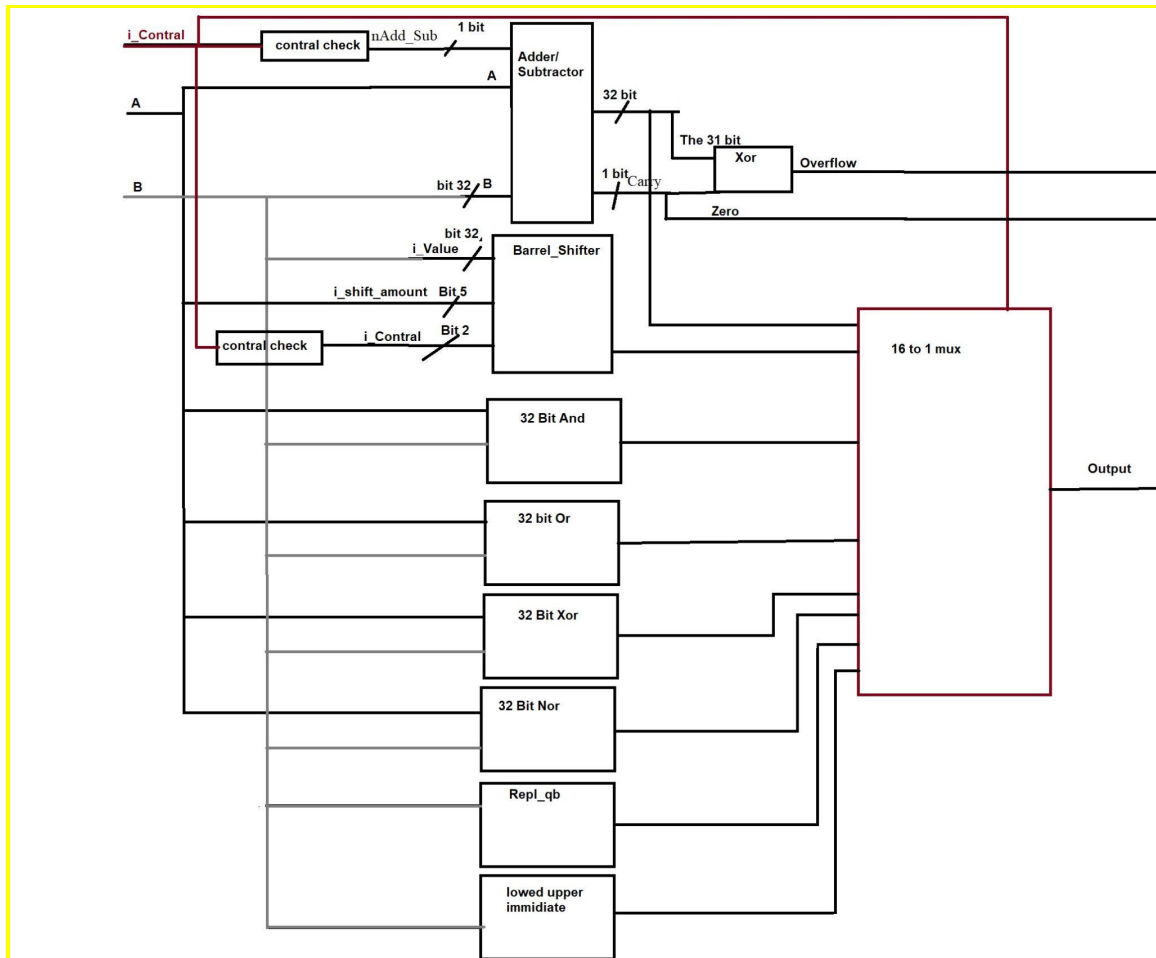 i_Contral
contral check
nAdd_Sub
1 bit
Adder/
Subtractor
A
A
32 bit
The 31 bit
Xor
Overflow
B
bit 32
B
1 bit
Carry
Zero
bit 32
i_Value
Barrel_Shifter
i_shift_amount
Bit 5
contral check
i_Contral
Bit 2
16 to 1 mux
32 Bit And
Output
32 bit Or
32 Bit Xor
32 Bit Nor
Repl_qb
lowed upper
immidiate